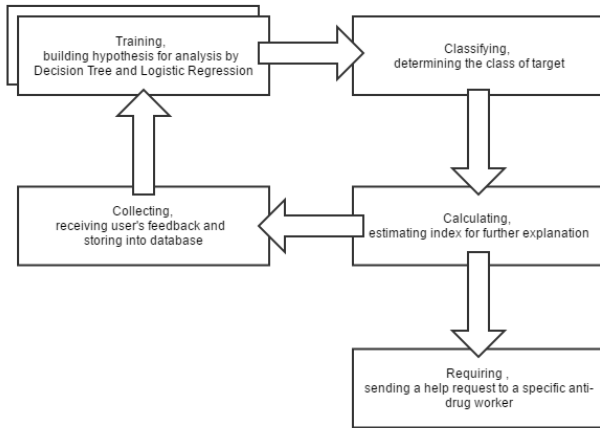 Training,
building hypothesis for analysis by
Decision Tree and Logistic Regression
Classifying,
determining the class of target
Collecting,
receiving user's feedback and
storing into database
Calculating,
estimating index for further explanation
Requiring ,
sending a help request to a specific anti-
drug worker